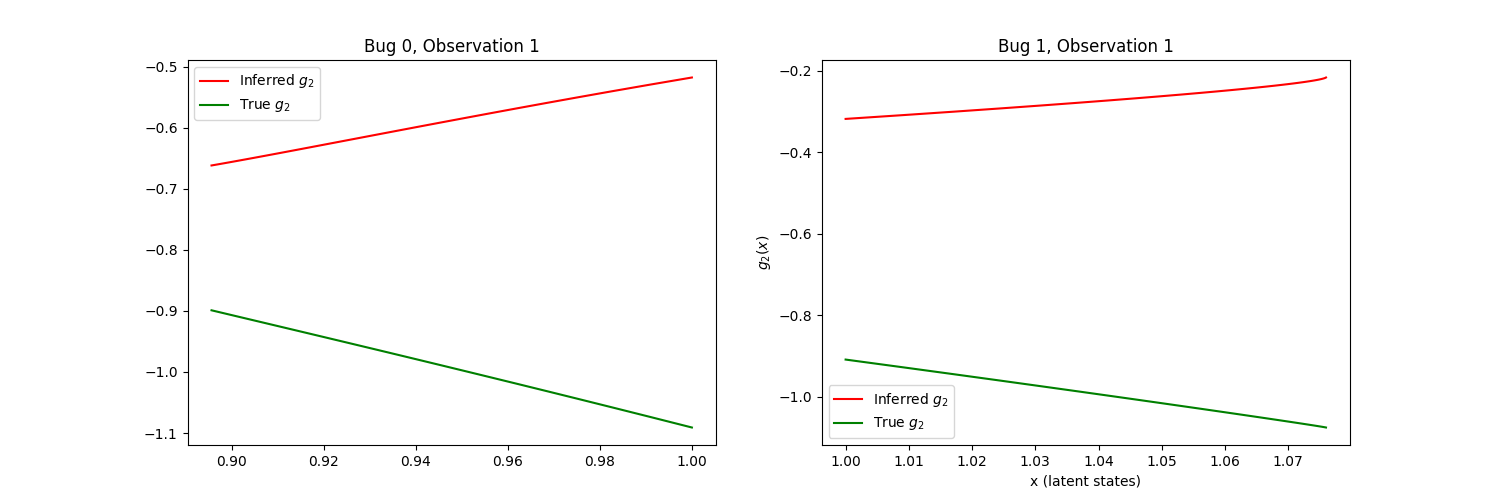 Bug 0, Observation 1
Inferred g₂
True g₂
−0.5
−0.6
−0.7
−0.8
−0.9
−1.0
−1.1
0.90 0.92 0.94 0.96 0.98 1.00
Bug 1, Observation 1
g₂(x)
−0.2
−0.4
−0.6
−0.8
−1.0
Inferred g₂
True g₂
1.00 1.01 1.02 1.03 1.04 1.05 1.06 1.07
x (latent states)